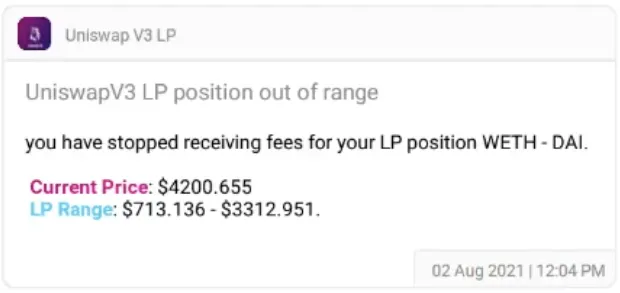 Uniswap V3 LP
UniswapV3 LP position out of range
you have stopped receiving fees for your LP position WETH - DAI.
Current Price: $4200.655
LP Range: $713.136 - $3312.951.
02 Aug 2021 | 12:04 PM